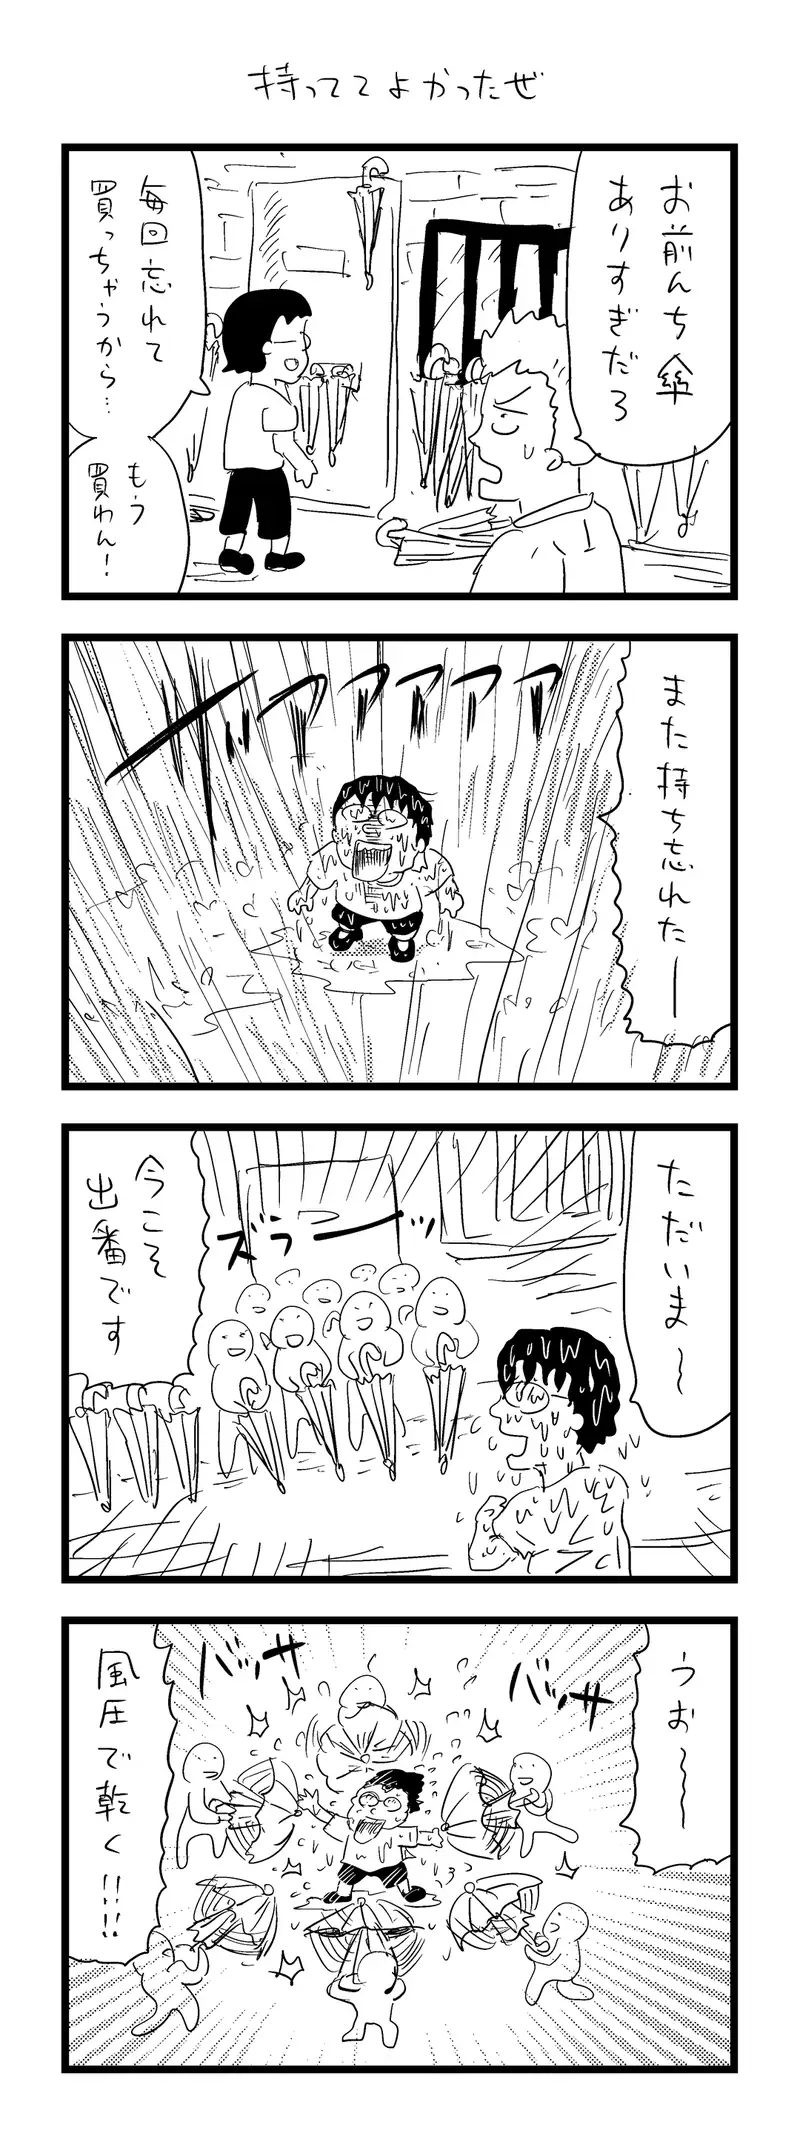 持っててよかったぜ
お前んち傘
ありすぎだろ
毎回忘れて
買っちゃうから…
もう
買わん!
また持ち忘れたー
ザァァァァァ
ただいま〜
ズラーーッ
今こそ
出番です
うお〜〜
バッサ
バッサ
風圧で乾く!!!